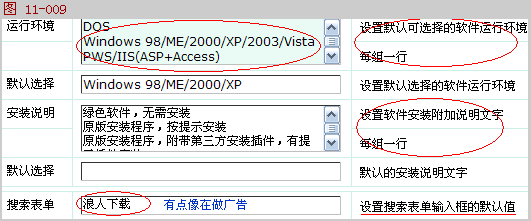 图 11-009
运行环境
DOS
Windows 98/ME/2000/XP/2003/Vista
PWS/IIS(ASP+Access)
设置默认可选择的软件运行环境
每组一行
默认选择
Windows 98/ME/2000/XP
设置默认选择的软件运行环境
安装说明
绿色软件,无需安装
原版安装程序,按提示安装
原版安装程序,附带第三方安装插件,有提
设置软件安装附加说明文字
每组一行
默认选择
默认的安装说明文字
搜索表单
浪人下载
有点像在做广告
设置搜索表单输入框的默认值